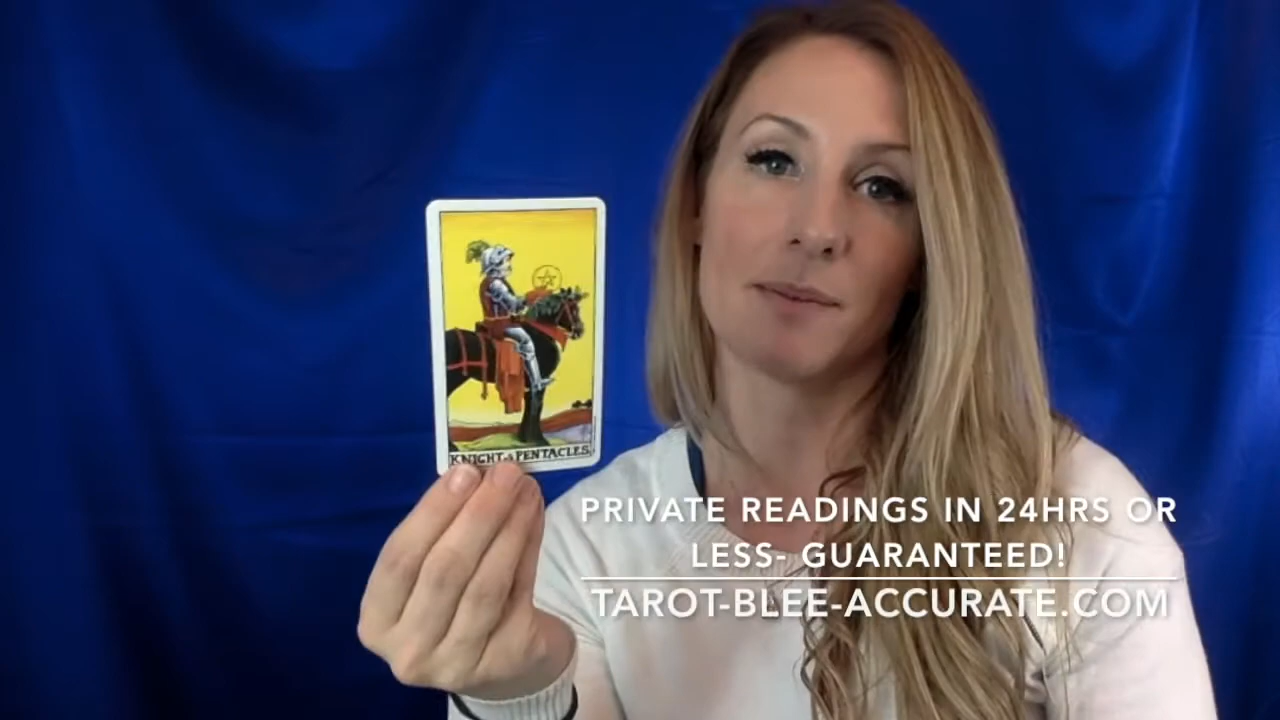 KNIGHT of PENTACLES.
PRIVATE READINGS IN 24HRS OR
LESS- GUARANTEED!
TAROT-BLEE-ACCURATE.COM